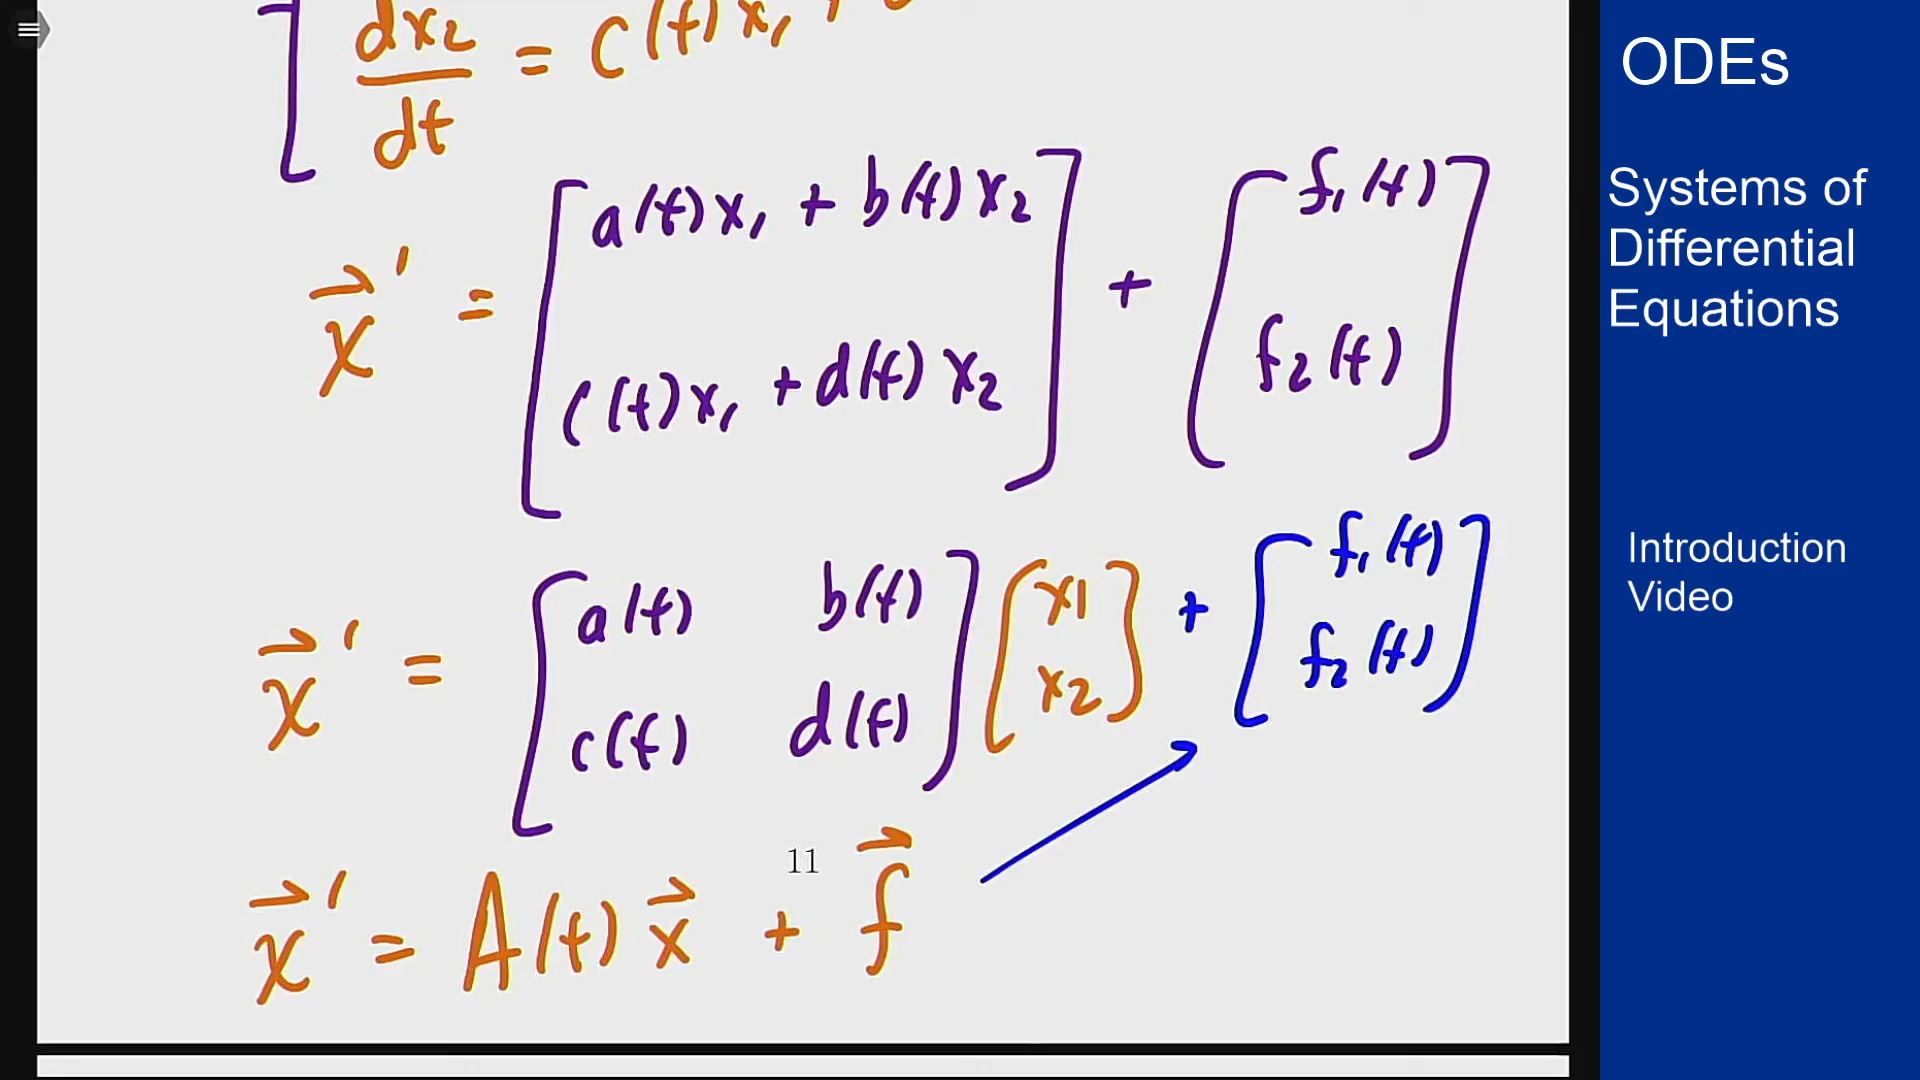 dx₂/dt = c(t)x₁
x⃗' = [a(t)x₁ + b(t)x₂; c(t)x₁ + d(t)x₂] + [f₁(t); f₂(t)]
x⃗' = [a(t) b(t); c(t) d(t)] [x1; x2] + [f₁(t); f₂(t)]
11
x⃗' = A(t)x⃗ + f⃗
ODEs
Systems of
Differential
Equations
Introduction
Video